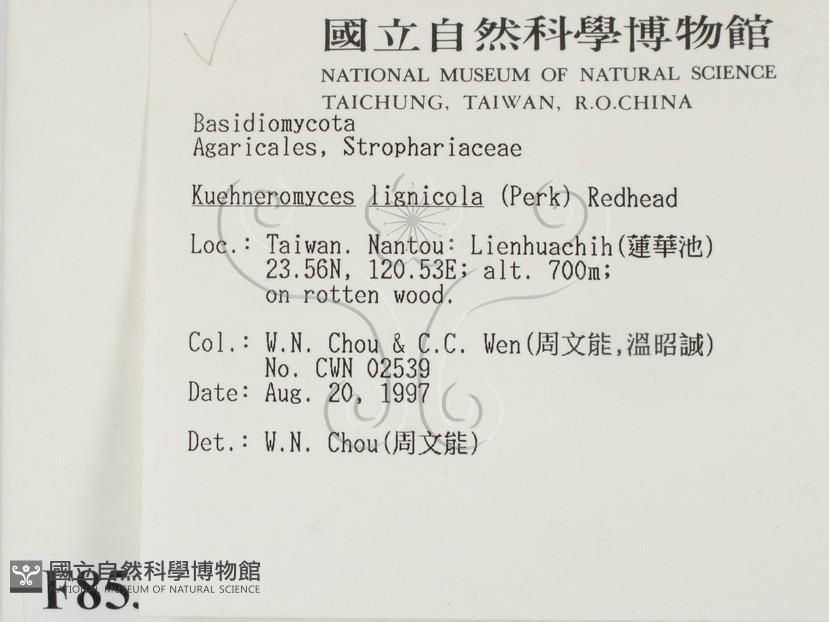 國立自然科學博物館
NATIONAL MUSEUM OF NATURAL SCIENCE
TAICHUNG, TAIWAN, R.O.CHINA
Basidiomycota
Agaricales, Strophariaceae
Kuehneromyces lignicola (Perk) Redhead
Loc.: Taiwan. Nantou: Lienhuachih(蓮華池)
23.56N, 120.53E; alt. 700m;
on rotten wood.
Col.: W.N. Chou & C.C. Wen(周文能,溫昭誠)
No. CWN 02539
Date: Aug. 20, 1997
Det.: W.N. Chou(周文能)
國立自然科學博物館
NATIONAL MUSEUM OF NATURAL SCIENCE
F85.